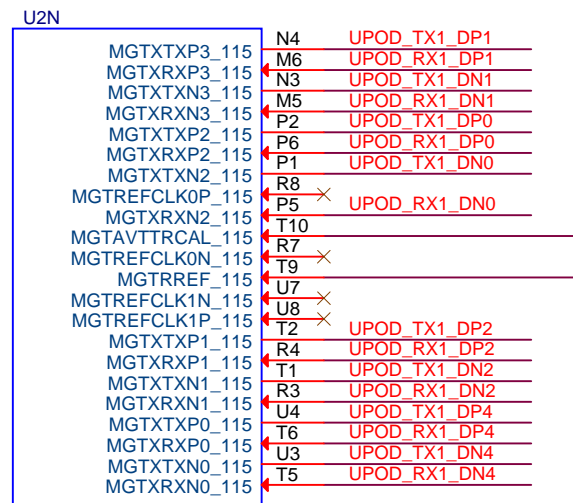 U2N
MGTXTXP3_115 N4 UPOD_TX1_DP1
MGTXRXP3_115 M6 UPOD_RX1_DP1
MGTXTXN3_115 N3 UPOD_TX1_DN1
MGTXRXN3_115 M5 UPOD_RX1_DN1
MGTXTXP2_115 P2 UPOD_TX1_DP0
MGTXRXP2_115 P6 UPOD_RX1_DP0
MGTXTXN2_115 P1 UPOD_TX1_DN0
MGTREFCLK0P_115 R8
MGTXRXN2_115 P5 UPOD_RX1_DN0
MGTAVTTRCAL_115 T10
MGTREFCLK0N_115 R7
MGTRREF_115 T9
MGTREFCLK1N_115 U7
MGTREFCLK1P_115 U8
MGTXTXP1_115 T2 UPOD_TX1_DP2
MGTXRXP1_115 R4 UPOD_RX1_DP2
MGTXTXN1_115 T1 UPOD_TX1_DN2
MGTXRXN1_115 R3 UPOD_RX1_DN2
MGTXTXP0_115 U4 UPOD_TX1_DP4
MGTXRXP0_115 T6 UPOD_RX1_DP4
MGTXTXN0_115 U3 UPOD_TX1_DN4
MGTXRXN0_115 T5 UPOD_RX1_DN4